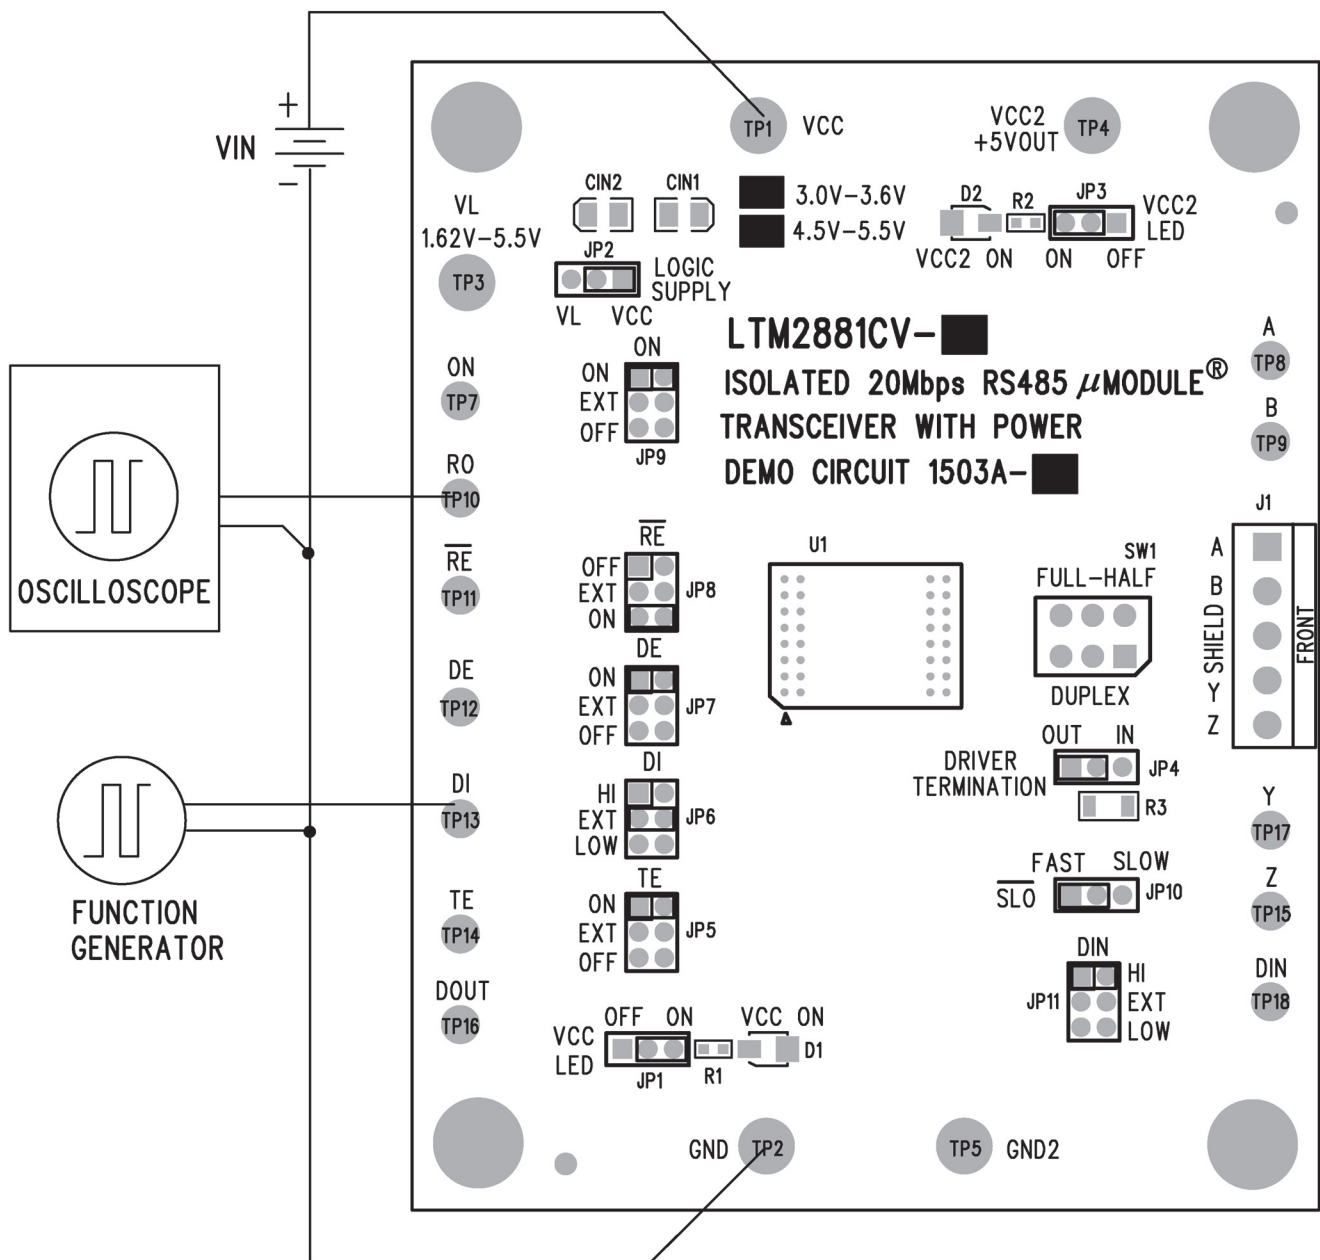 +
VIN
−
TP1 VCC
VCC2
+5VOUT
TP4
CIN2 CIN1
3.0V−3.6V
4.5V−5.5V
D2 R2 JP3
VCC2
LED
VCC2 ON ON OFF
VL
1.62V−5.5V
TP3
JP2
LOGIC
SUPPLY
VL VCC
LTM2881CV-
ISOLATED 20Mbps RS485 μMODULE®
TRANSCEIVER WITH POWER
DEMO CIRCUIT 1503A-
ON
TP7
ON
ON
EXT
OFF
JP9
A
TP8
B
TP9
RO
TP10
OSCILLOSCOPE
R̅E̅
TP11
R̅E̅
OFF
EXT
ON
JP8
U1
SW1
FULL-HALF
DUPLEX
J1
A
B
SHIELD
Y
Z
FRONT
DE
TP12
DE
ON
EXT
OFF
JP7
OUT IN
DRIVER
TERMINATION
JP4
R3
DI
TP13
DI
HI
EXT
LOW
JP6
Y
TP17
FUNCTION
GENERATOR
FAST SLOW
S̅L̅O̅
JP10
Z
TP15
TE
TP14
TE
ON
EXT
OFF
JP5
DIN
HI
EXT
LOW
JP11
DIN
TP18
DOUT
TP16
OFF ON
VCC
LED
JP1
R1
VCC ON
D1
GND TP2
TP5 GND2